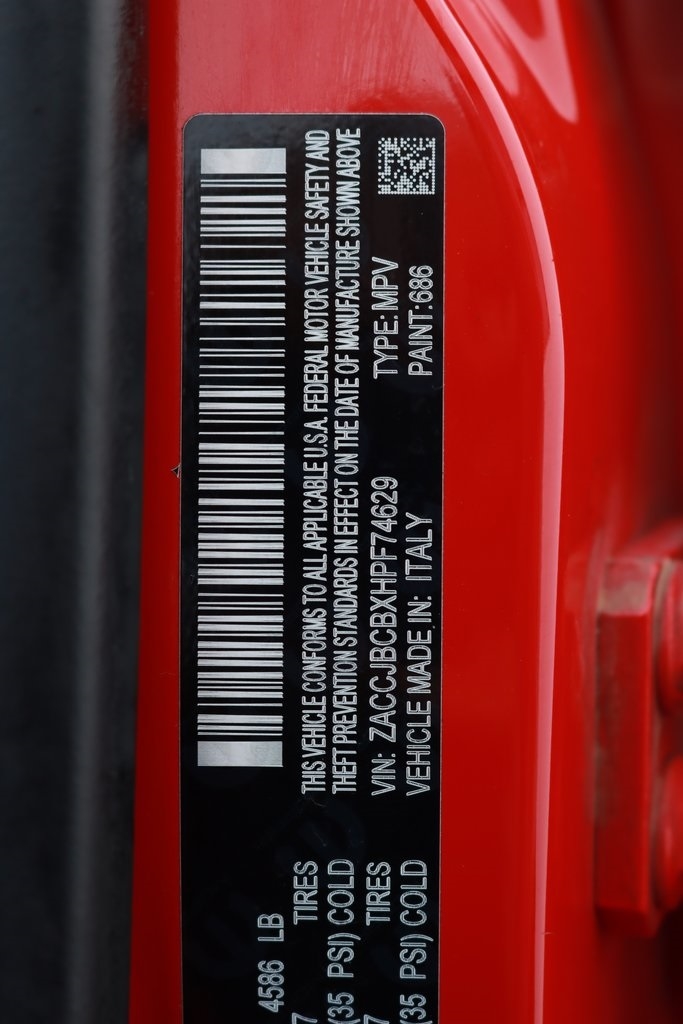 4586 LB
7 TIRES
(35 PSI) COLD
7 TIRES
(35 PSI) COLD
THIS VEHICLE CONFORMS TO ALL APPLICABLE U.S.A. FEDERAL MOTOR VEHICLE SAFETY AND
THEFT PREVENTION STANDARDS IN EFFECT ON THE DATE OF MANUFACTURE SHOWN ABOVE
VIN: ZACCJBCBXHPF74629 TYPE: MPV
VEHICLE MADE IN: ITALY PAINT:686